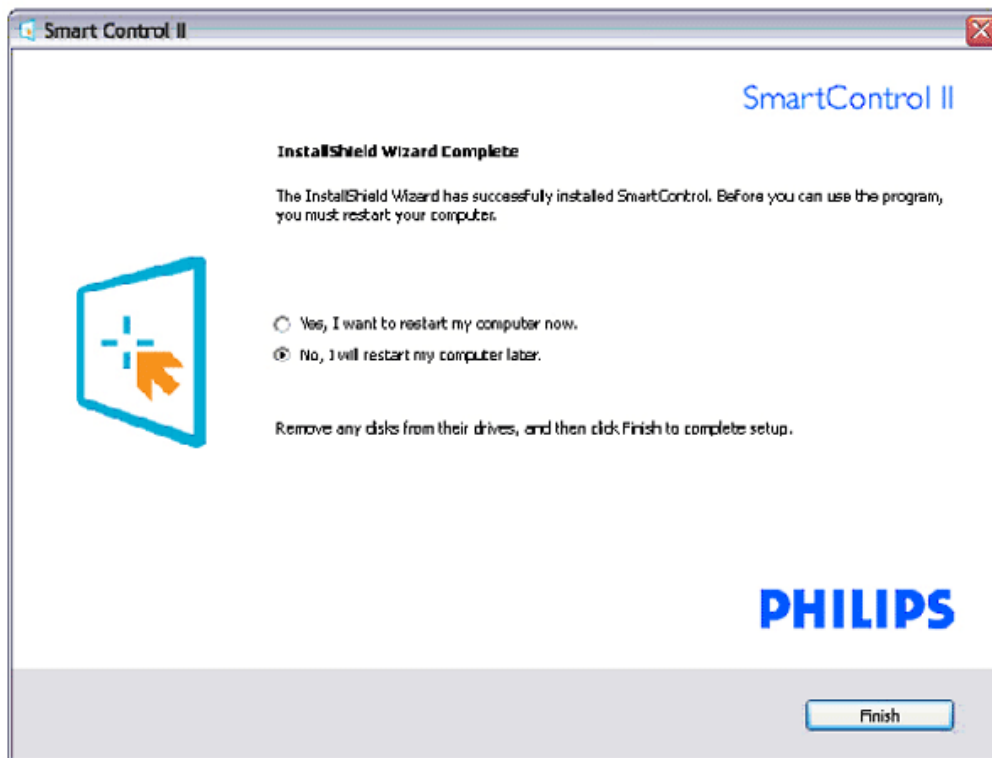 Smart Control II
SmartControl II
InstallShield Wizard Complete
The InstallShield Wizard has successfully installed SmartControl. Before you can use the program,
you must restart your computer.
Yes, I want to restart my computer now.
No, I will restart my computer later.
Remove any disks from their drives, and then click Finish to complete setup.
PHILIPS
Finish